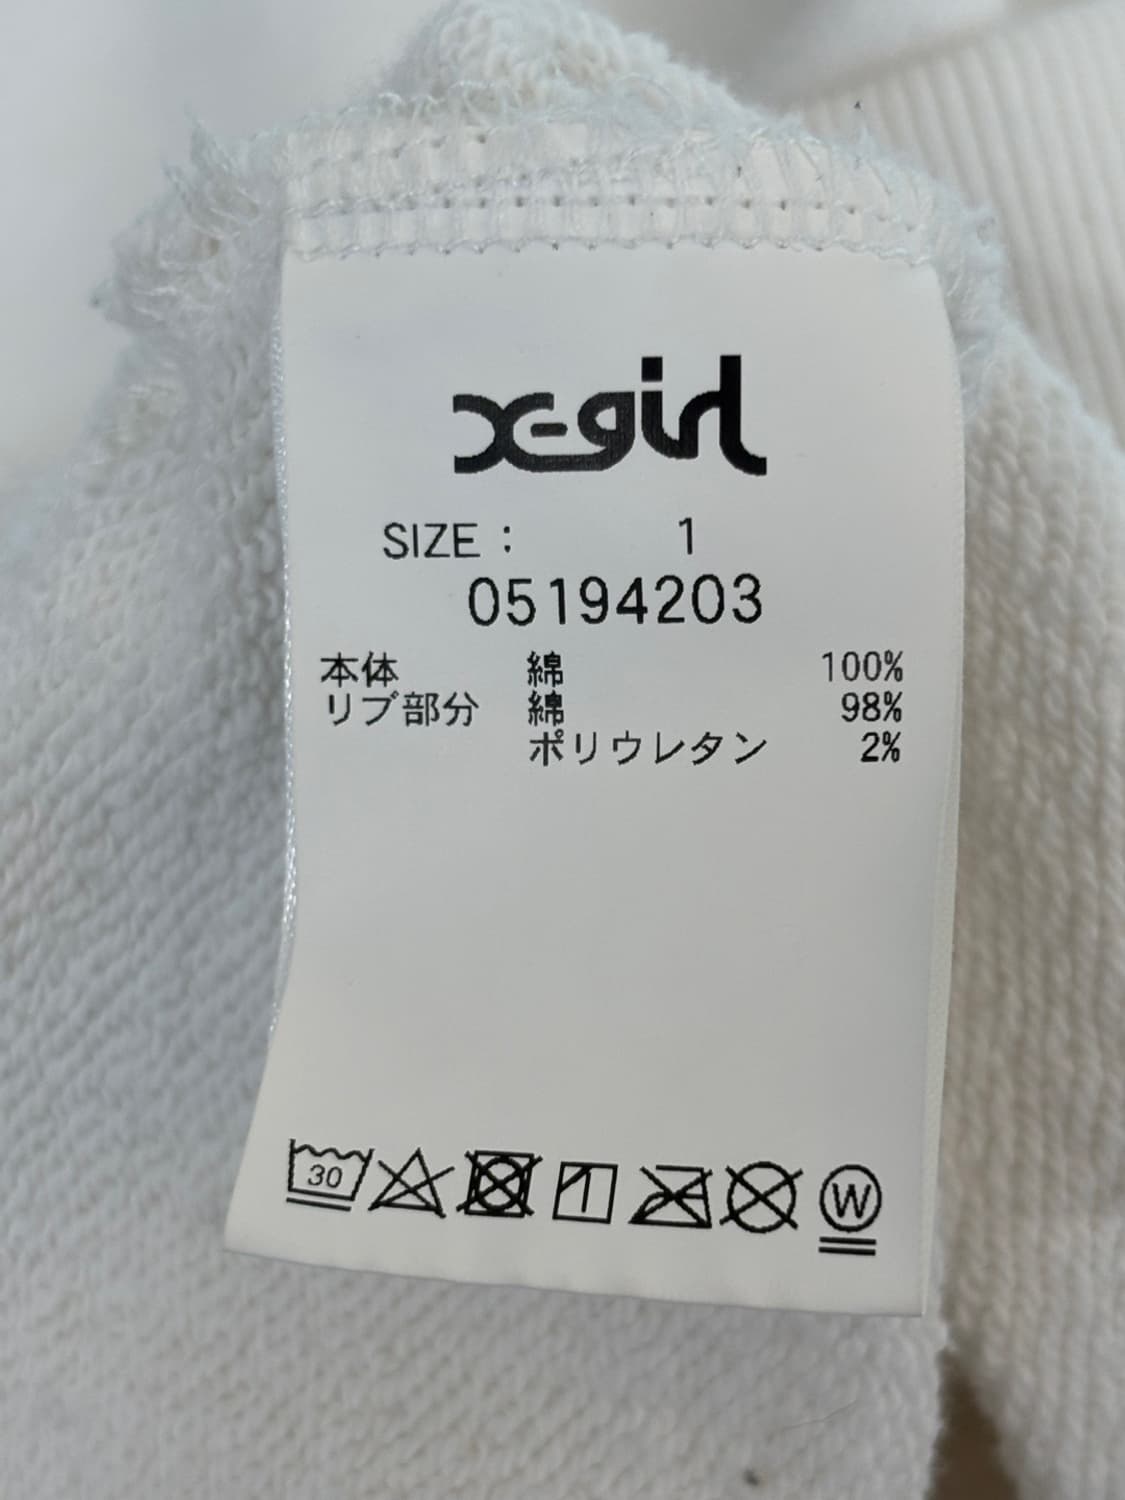 X-girl
SIZE : 1
05194203
本体 綿 100%
リブ部分 綿 98%
ポリウレタン 2%
30 W